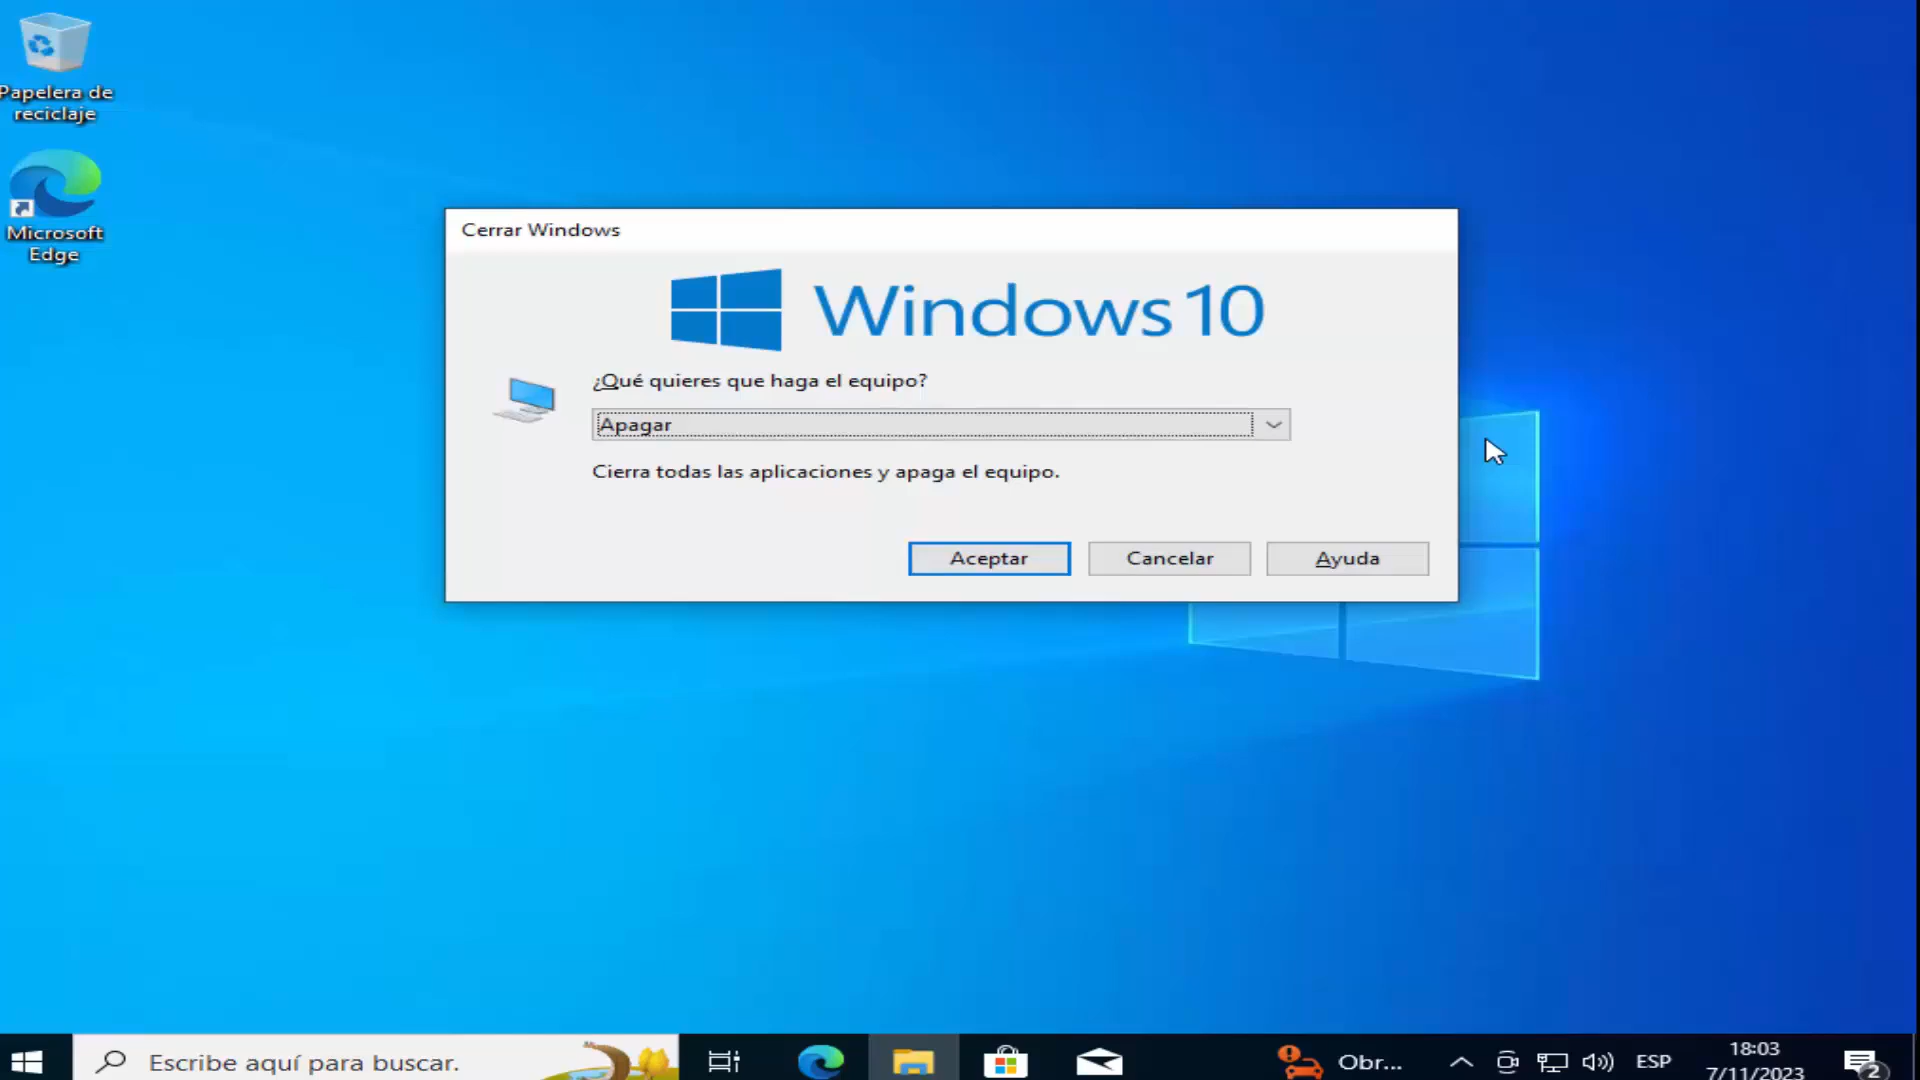 Papelera de
reciclaje
Microsoft
Edge
Cerrar Windows
Windows 10
¿Qué quieres que haga el equipo?
Apagar
Cierra todas las aplicaciones y apaga el equipo.
Aceptar
Cancelar
Ayuda
Escribe aquí para buscar.
Obr...
ESP
18:03
7/11/2023
2